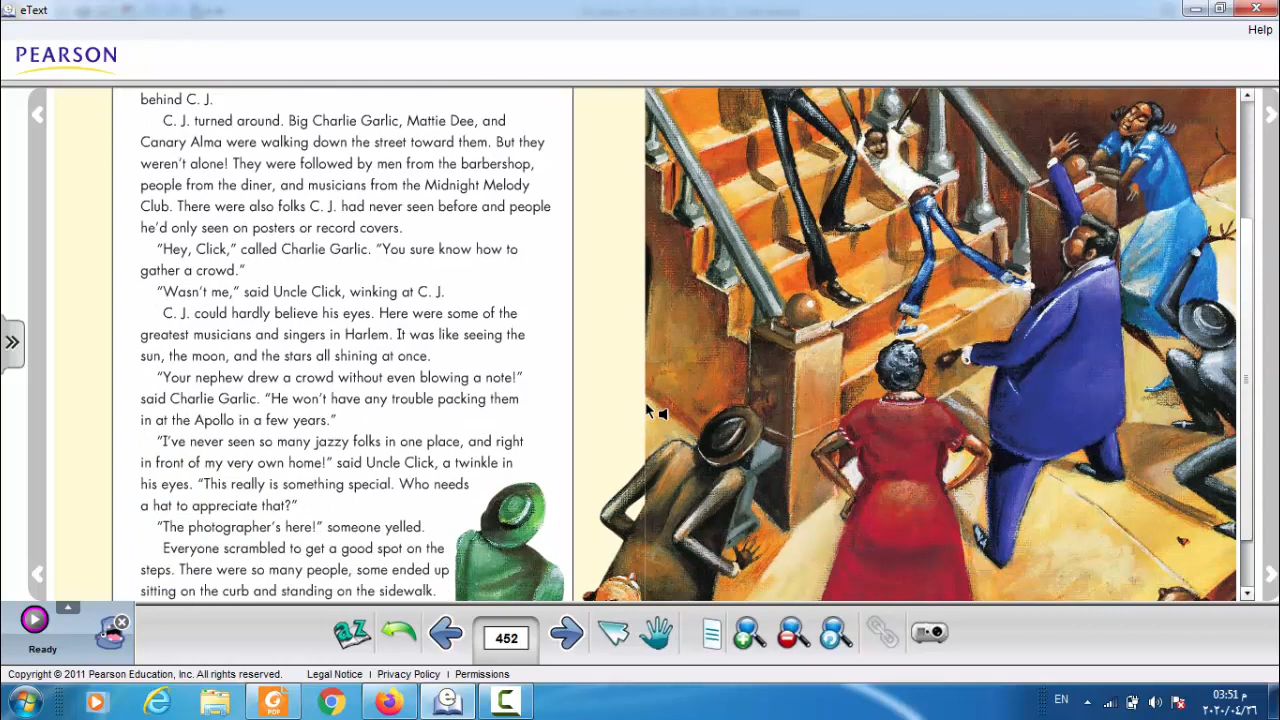 eText
Help
PEARSON
behind C. J.
C. J. turned around. Big Charlie Garlic, Mattie Dee, and
Canary Alma were walking down the street toward them. But they
weren't alone! They were followed by men from the barbershop,
people from the diner, and musicians from the Midnight Melody
Club. There were also folks C. J. had never seen before and people
he'd only seen on posters or record covers.
“Hey, Click,” called Charlie Garlic. “You sure know how to
gather a crowd.”
“Wasn't me,” said Uncle Click, winking at C. J.
C. J. could hardly believe his eyes. Here were some of the
greatest musicians and singers in Harlem. It was like seeing the
sun, the moon, and the stars all shining at once.
“Your nephew drew a crowd without even blowing a note!”
said Charlie Garlic. “He won't have any trouble packing them
in at the Apollo in a few years.”
“I've never seen so many jazzy folks in one place, and right
in front of my very own home!” said Uncle Click, a twinkle in
his eyes. “This really is something special. Who needs
a hat to appreciate that?”
“The photographer's here!” someone yelled.
Everyone scrambled to get a good spot on the
steps. There were so many people, some ended up
sitting on the curb and standing on the sidewalk.
Ready
aZ
452
Copyright © 2011 Pearson Education, Inc. All rights reserved. Legal Notice | Privacy Policy | Permissions
PDF
EN
03:51 م
٢٠٢٠/٠٤/٢٦